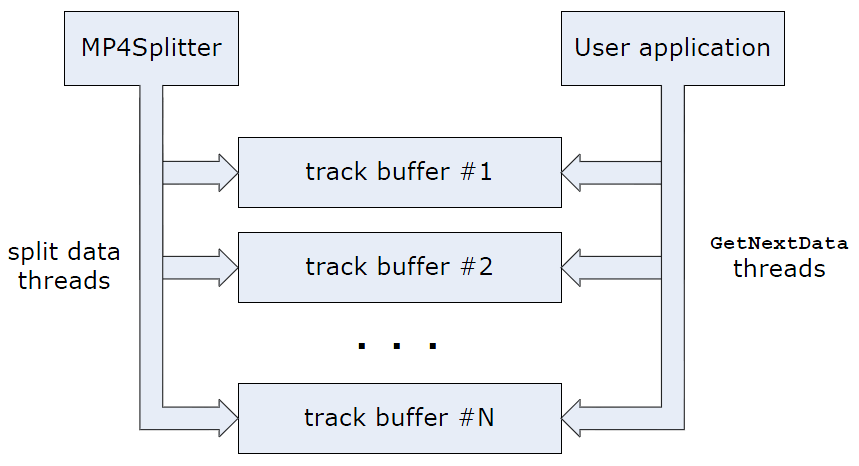 MP4Splitter
User application
track buffer #1
split data
threads
track buffer #2
GetNextData
threads
. . .
track buffer #N